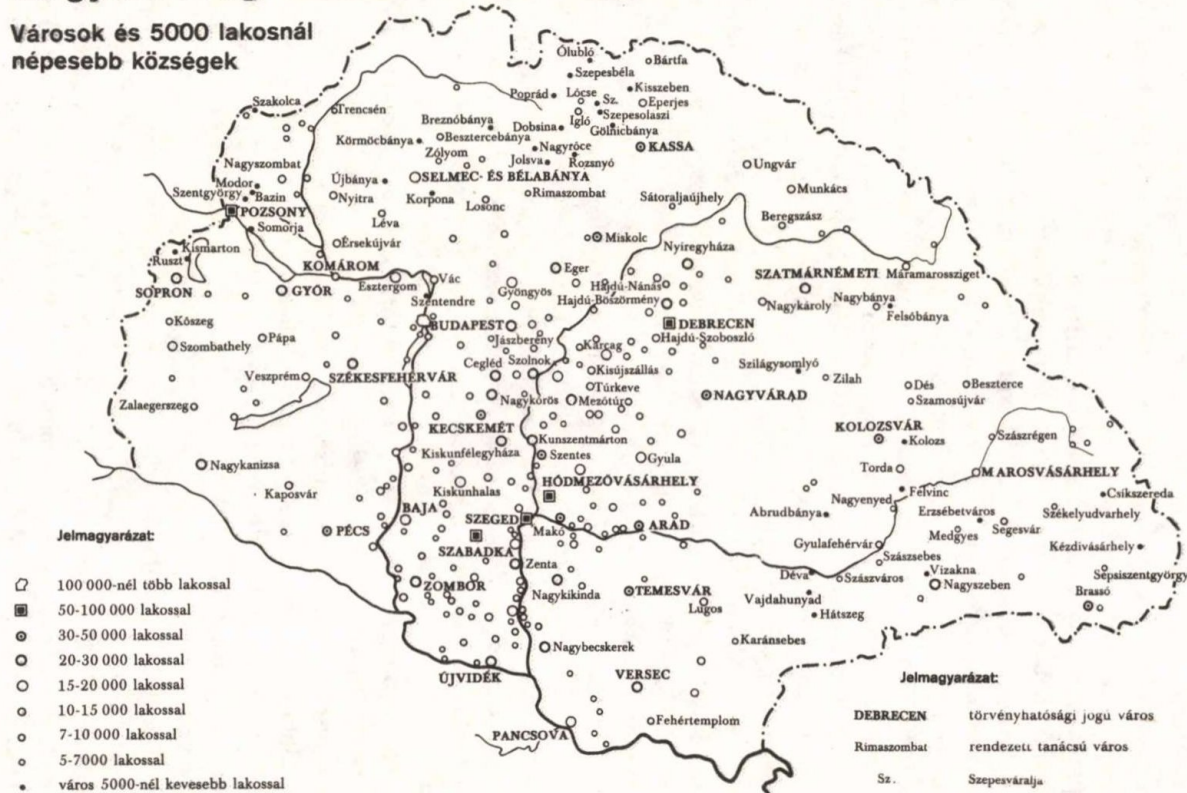 Városok és 5000 lakosnál
népesebb községek
Ólubló
Bártfa
Szepesbéla
Poprád
Lőcse
Kisszeben
Sz.
Eperjes
Szepesolaszi
Igló
Gölnicbánya
Szakolca
Trencsén
Breznóbánya
Dobsina
Körmöcbánya
Besztercebánya
Nagyrőce
KASSA
Zólyom
Jolsva
Rozsnyó
Ungvár
Nagyszombat
Modor
Szentgyörgy
Bazin
Újbánya
SELMEC- ÉS BÉLABÁNYA
Munkács
Nyitra
Korpona
Losonc
Rimaszombat
Sátoraljaújhely
POZSONY
Somorja
Léva
Beregszász
Érsekújvár
Miskolc
Nyiregyháza
Kismarton
Ruszt
KOMÁROM
Eger
SOPRON
GYŐR
Esztergom
Vác
Gyöngyös
Hajdú-Nánás
SZATMÁRNÉMETI
Máramarossziget
Szentendre
Hajdú-Böszörmény
Nagykároly
Nagybánya
Felsőbánya
Kőszeg
BUDAPEST
DEBRECEN
Pápa
Jászberény
Hajdú-Szoboszló
Szombathely
Karcag
Cegléd
Szolnok
Szilágysomlyó
Veszprém
SZÉKESFEHÉRVÁR
Kisújszállás
Zilah
Dés
Beszterce
Túrkeve
Zalaegerszeg
Nagykőrös
Mezőtúr
NAGYVÁRAD
Szamosújvár
KECSKEMÉT
KOLOZSVÁR
Kunszentmárton
Kolozs
Szászrégen
Kiskunfélegyháza
Szentes
Nagykanizsa
Gyula
Torda
MAROSVÁSÁRHELY
Kaposvár
Kiskunhalas
HÓDMEZŐVÁSÁRHELY
Felvinc
Csíkszereda
BAJA
Nagyenyed
Erzsébetváros
Székelyudvarhely
SZEGED
Abrudbánya
PÉCS
Makó
ARAD
Medgyes
Segesvár
Jelmagyarázat:
SZABADKA
Gyulafehérvár
Szászsebes
Kézdivásárhely
Zenta
Déva
Szászváros
Vizakna
Sepsiszentgyörgy
ZOMBOR
Nagykikinda
TEMESVÁR
Vajdahunyad
Nagyszeben
Brassó
Lugos
Hátszeg
Nagybecskerek
Karánsebes
ÚJVIDÉK
VERSEC
Fehértemplom
PANCSOVA
100 000-nél több lakossal
50-100 000 lakossal
30-50 000 lakossal
20-30 000 lakossal
15-20 000 lakossal
10-15 000 lakossal
7-10 000 lakossal
5-7000 lakossal
város 5000-nél kevesebb lakossal
Jelmagyarázat:
DEBRECEN törvényhatósági jogú város
Rimaszombat rendezett tanácsú város
Sz. Szepesváralja